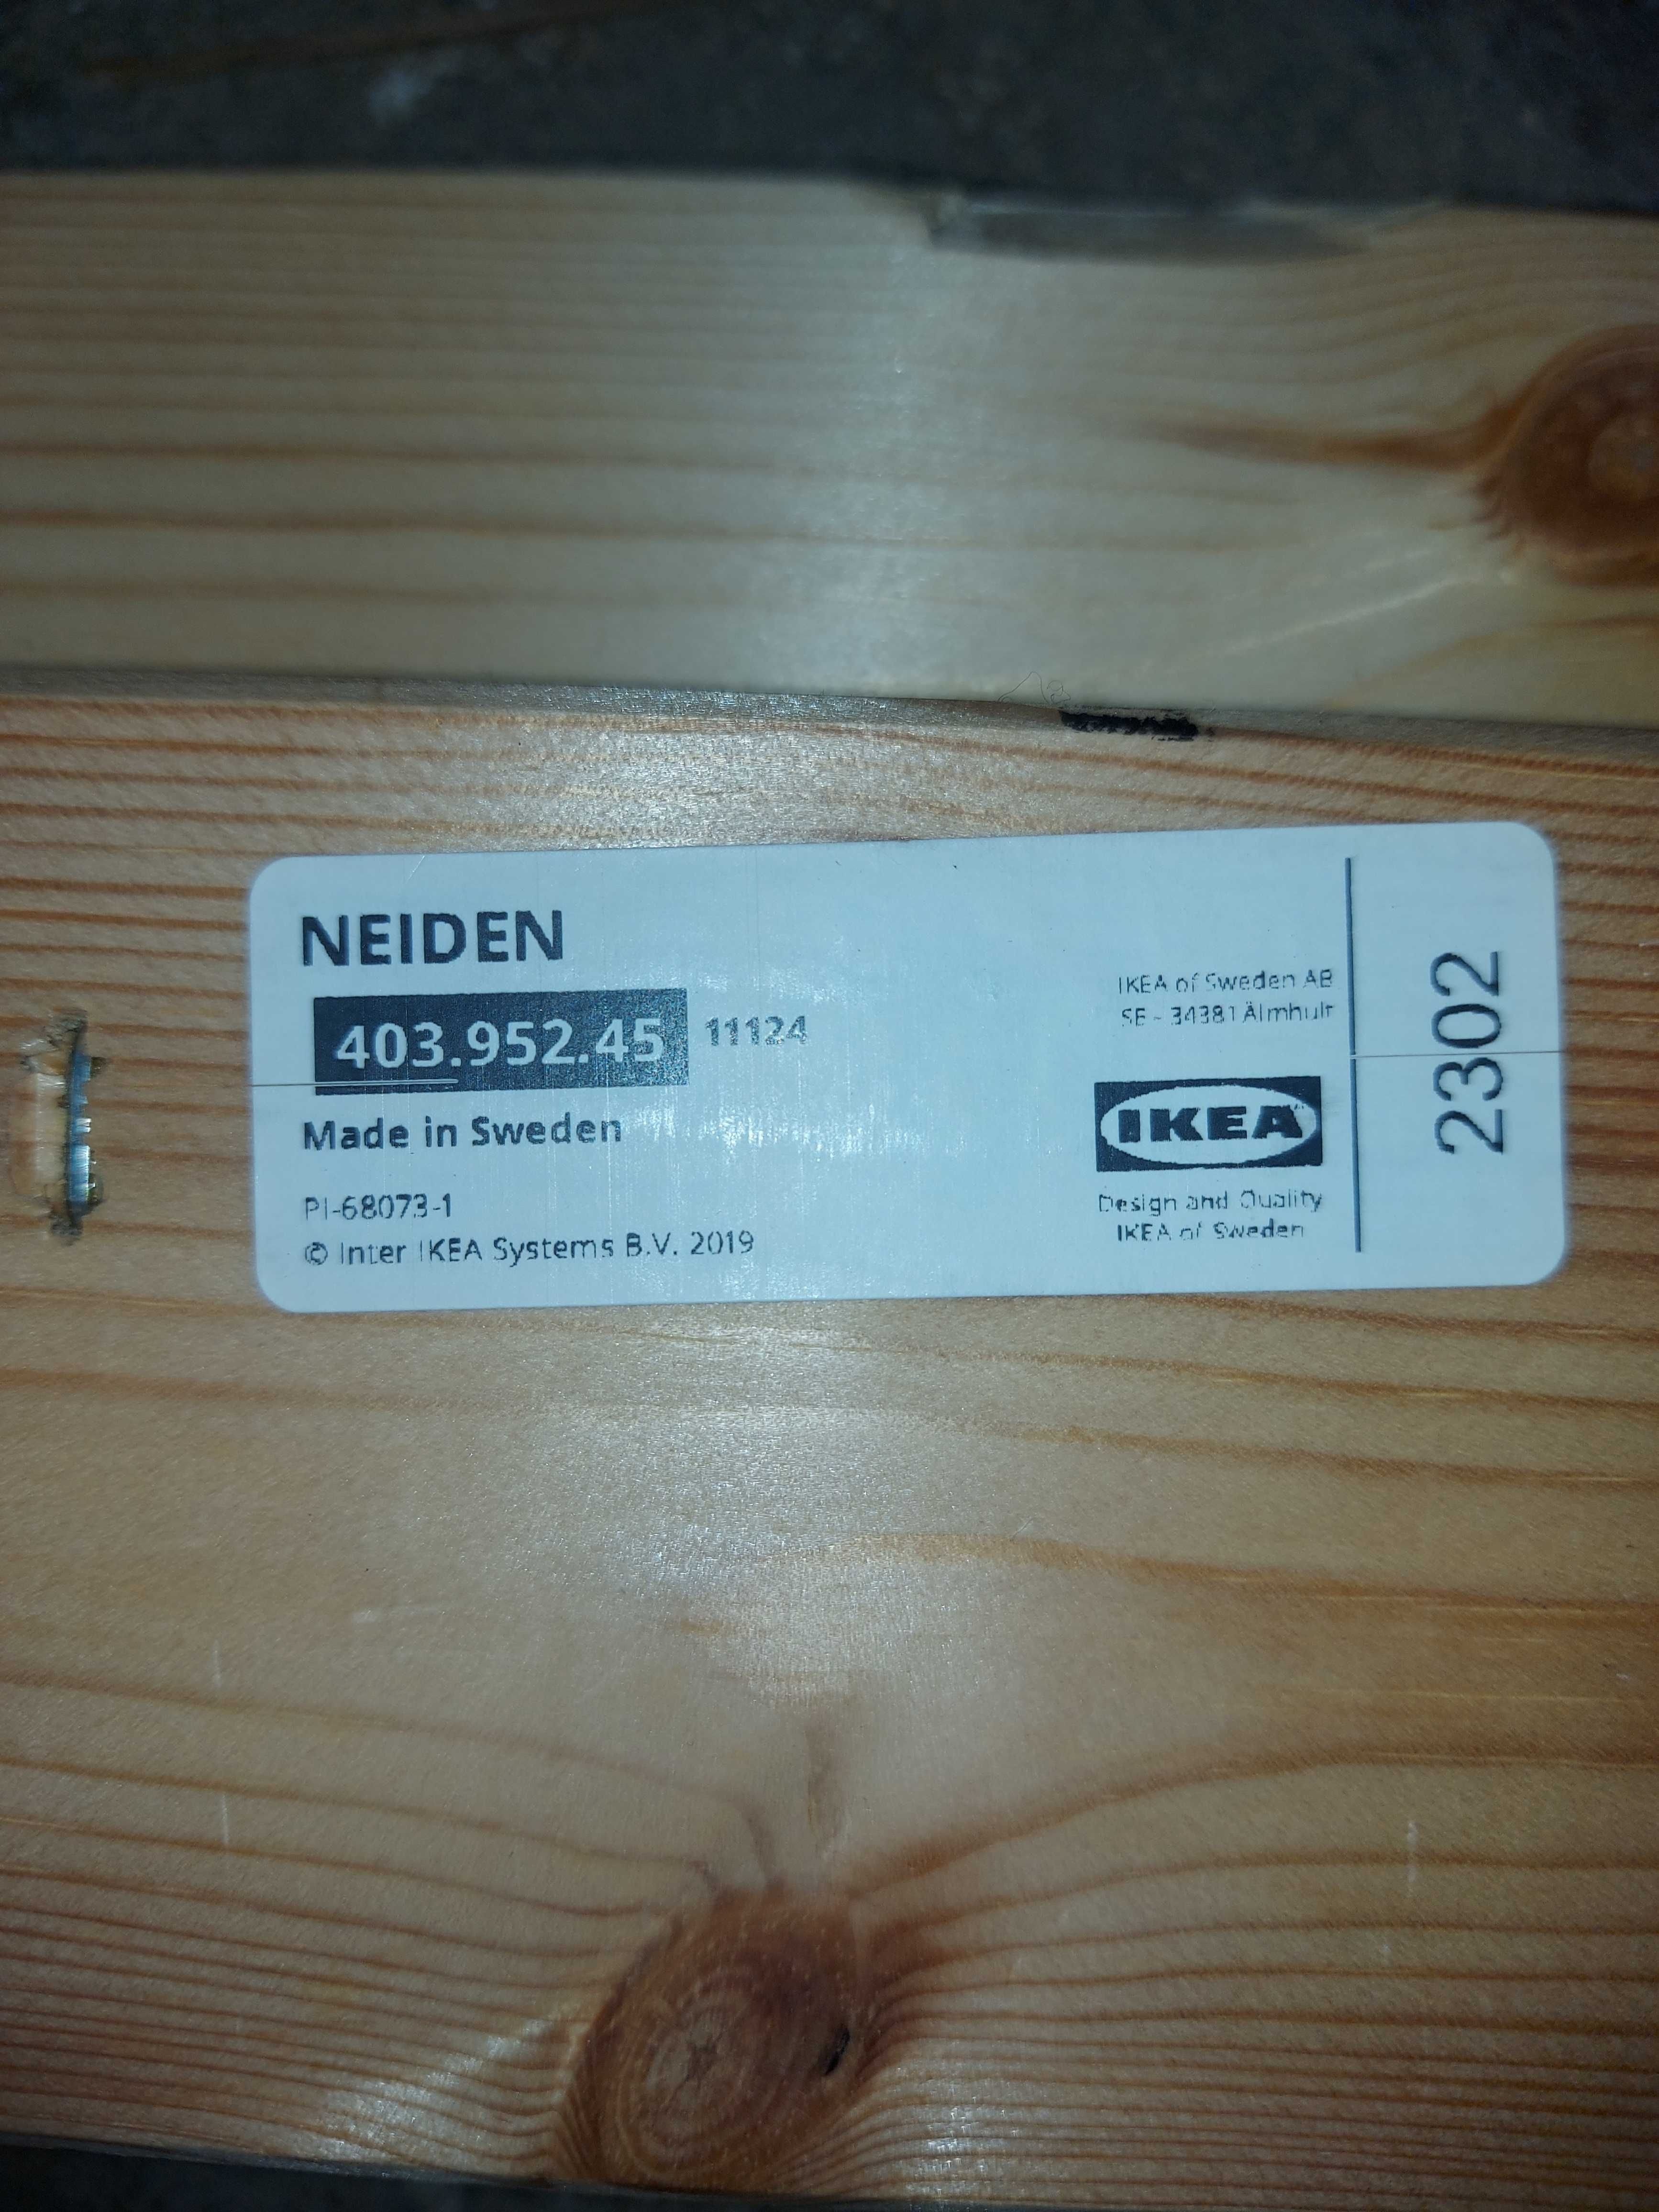 NEIDEN
403.952.45 11124
Made in Sweden
PI-68073-1
© Inter IKEA Systems B.V. 2019
IKEA of Sweden AB
SE - 34381 Älmhult
IKEA
Design and Quality
IKEA of Sweden
2302